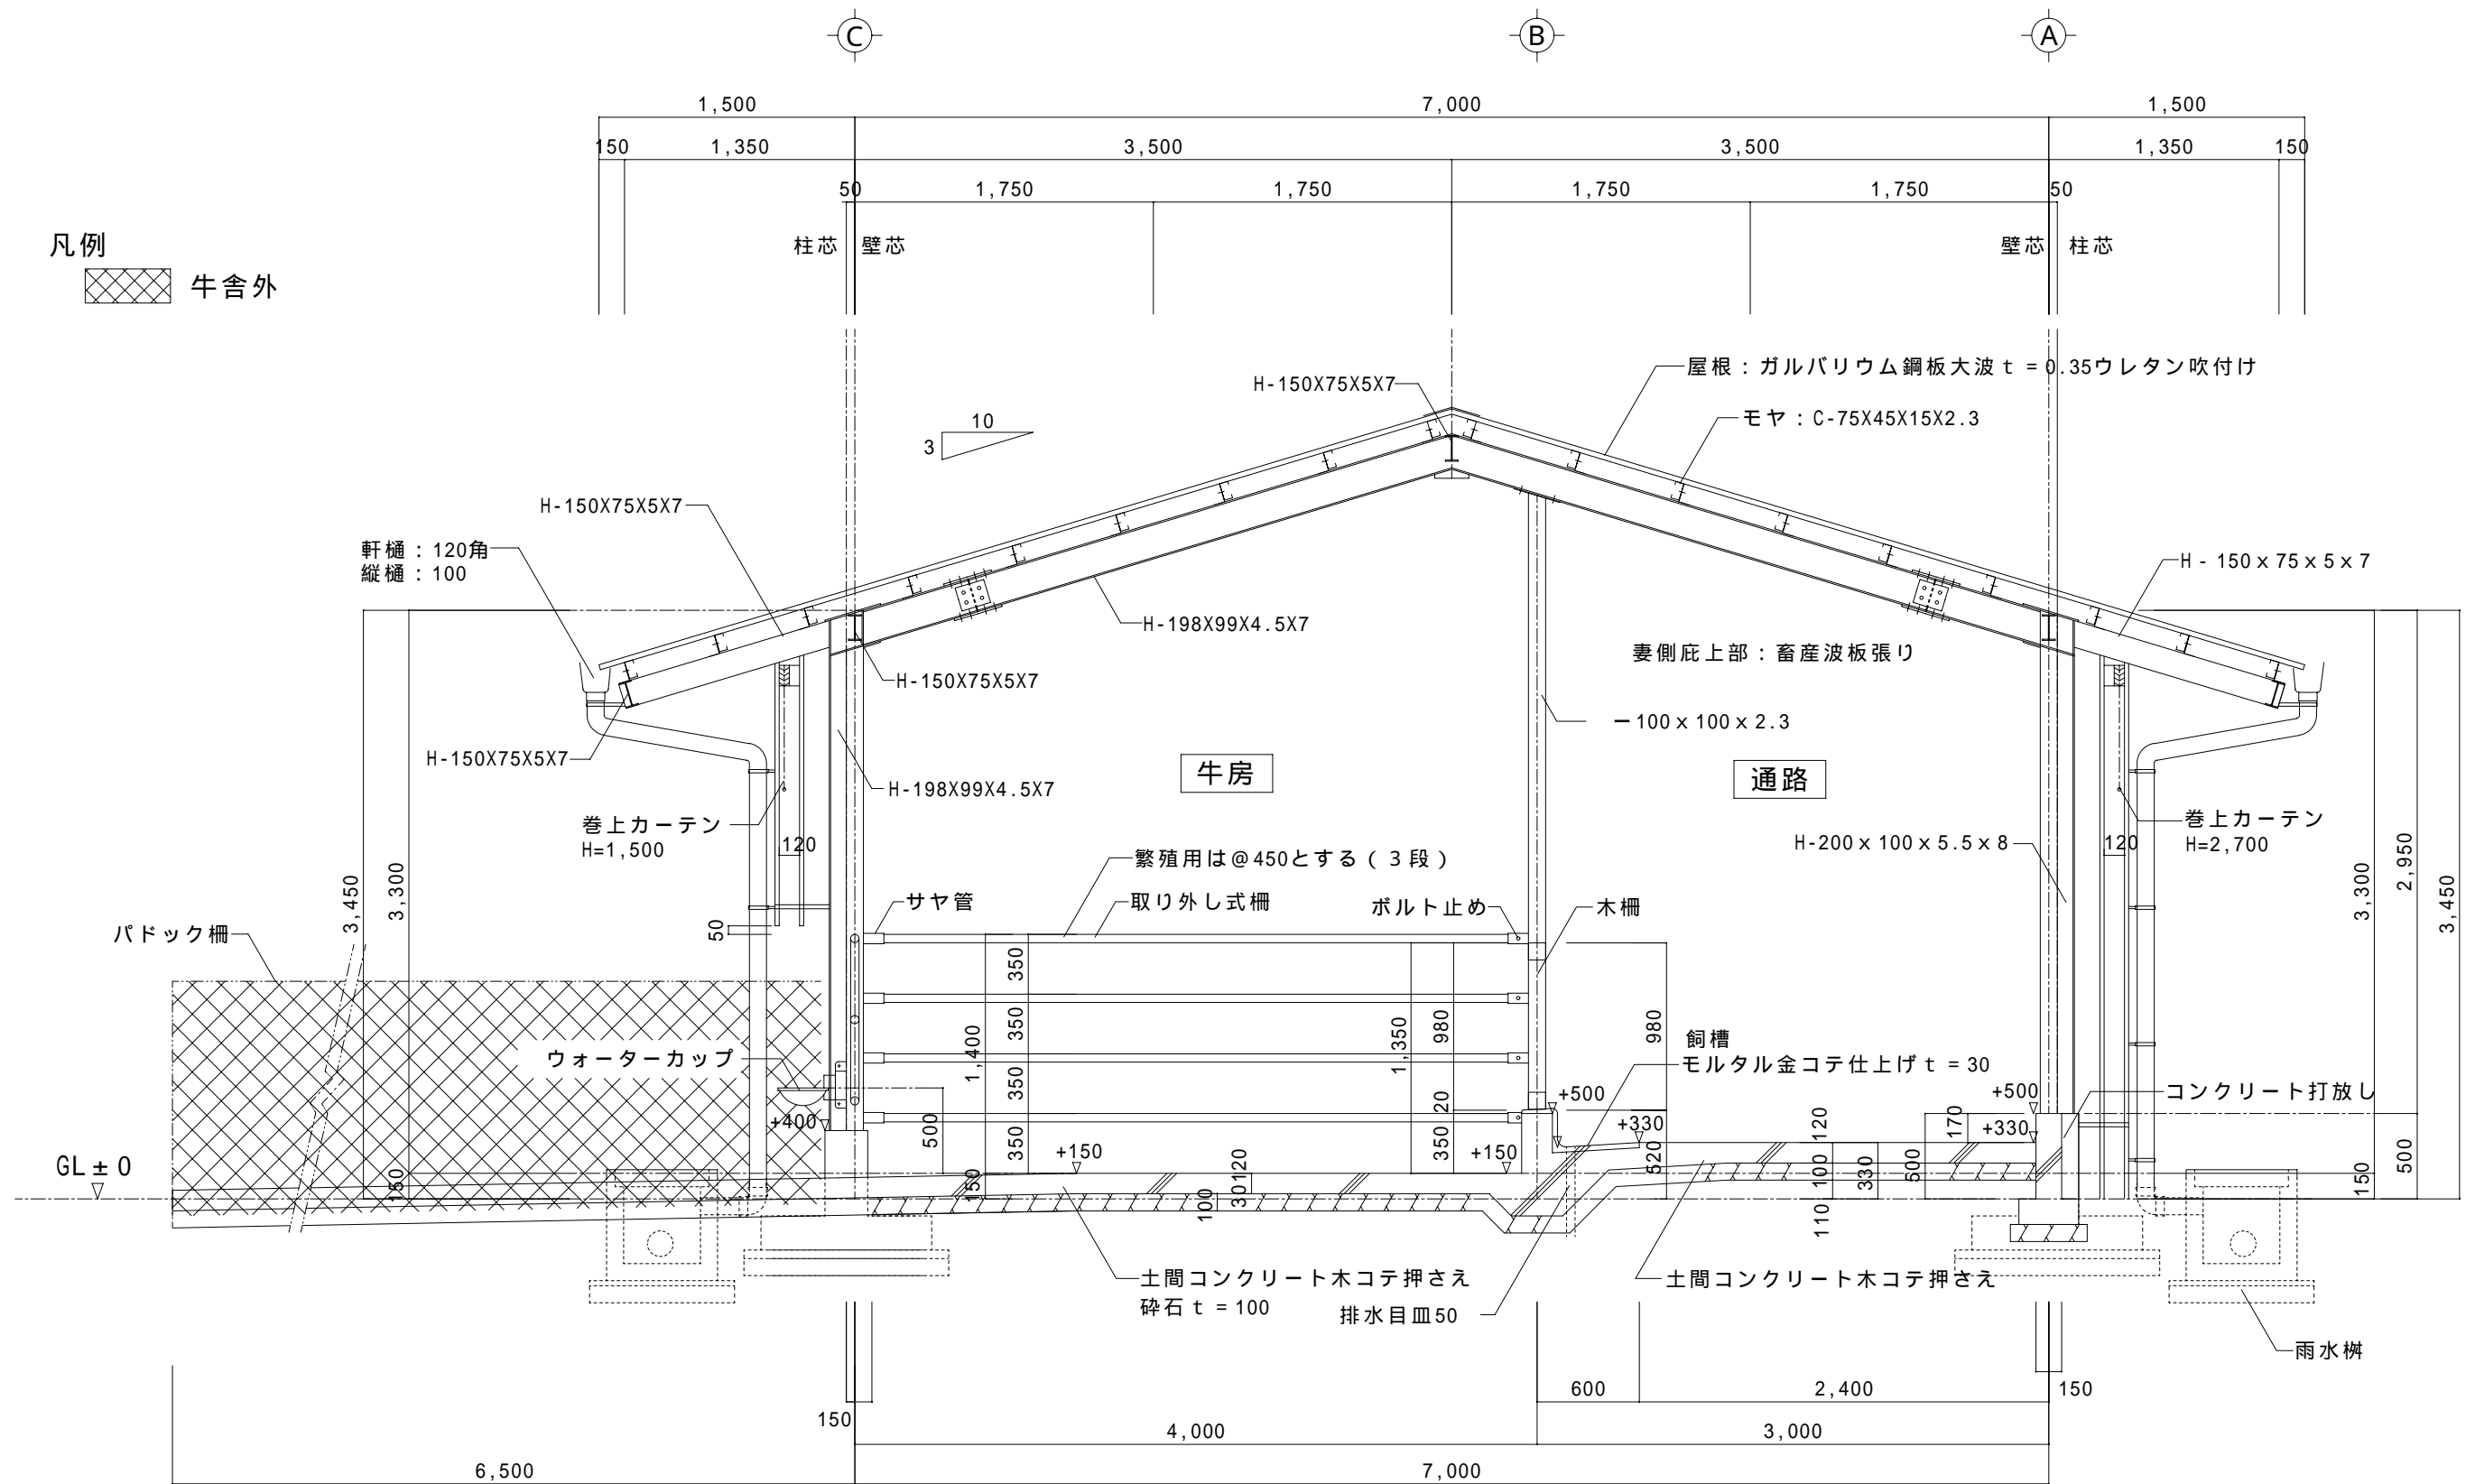 C
B
A
1,500
7,000
1,500
150
1,350
3,500
3,500
1,350
150
50
1,750
1,750
1,750
1,750
50
凡例
牛舎外
柱芯
壁芯
壁芯
柱芯
屋根：ガルバリウム鋼板大波ｔ＝0.35ウレタン吹付け
H-150X75X5X7
モヤ：C-75X45X15X2.3
10
3
H-150X75X5X7
軒樋：120角
縦樋：100
H‐150×75×5×7
H-198X99X4.5X7
妻側庇上部：畜産波板張り
H-150X75X5X7
－100×100×2.3
H-150X75X5X7
牛房
通路
H-198X99X4.5X7
巻上カーテン
H=1,500
120
巻上カーテン
H=2,700
120
H-200×100×5.5×8
繁殖用は＠450とする（３段）
3,450
3,300
サヤ管
取り外し式柵
ボルト止め
木柵
3,300
2,950
3,450
パドック柵
50
350
350
350
350
1,400
1,350
980
20
350
980
520
飼槽
モルタル金コテ仕上げｔ＝30
ウォーターカップ
+500
+500
コンクリート打放し
+400
500
+330
120
170
+330
GL±0
+150
+150
100
330
500
150
150
30120
100
110
150
500
土間コンクリート木コテ押さえ
砕石ｔ＝100
排水目皿50
土間コンクリート木コテ押さえ
雨水桝
600
2,400
150
150
4,000
3,000
6,500
7,000